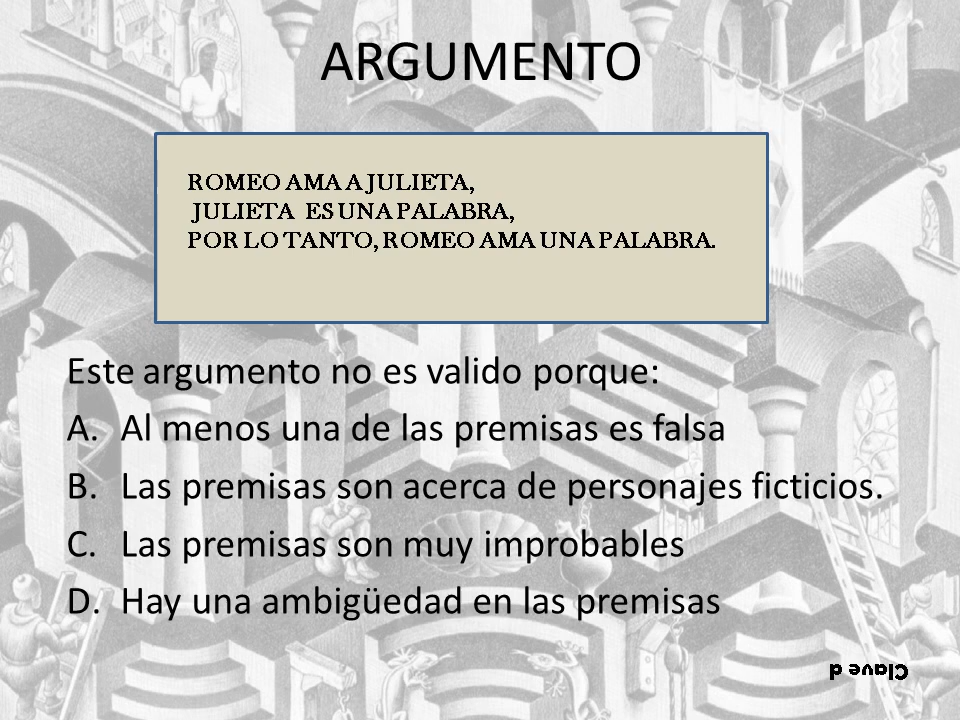 ARGUMENTO
ROMEO AMA A JULIETA,
JULIETA ES UNA PALABRA,
POR LO TANTO, ROMEO AMA UNA PALABRA.
Este argumento no es valido porque:
A. Al menos una de las premisas es falsa
B. Las premisas son acerca de personajes ficticios.
C. Las premisas son muy improbables
D. Hay una ambigüedad en las premisas
Clave d